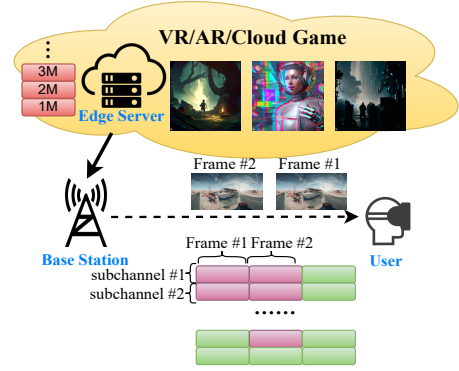 VR/AR/Cloud Game
3M
2M
1M
Edge Server
Frame #2
Frame #1
Base Station
User
Frame #1
Frame #2
subchannel #1
subchannel #2